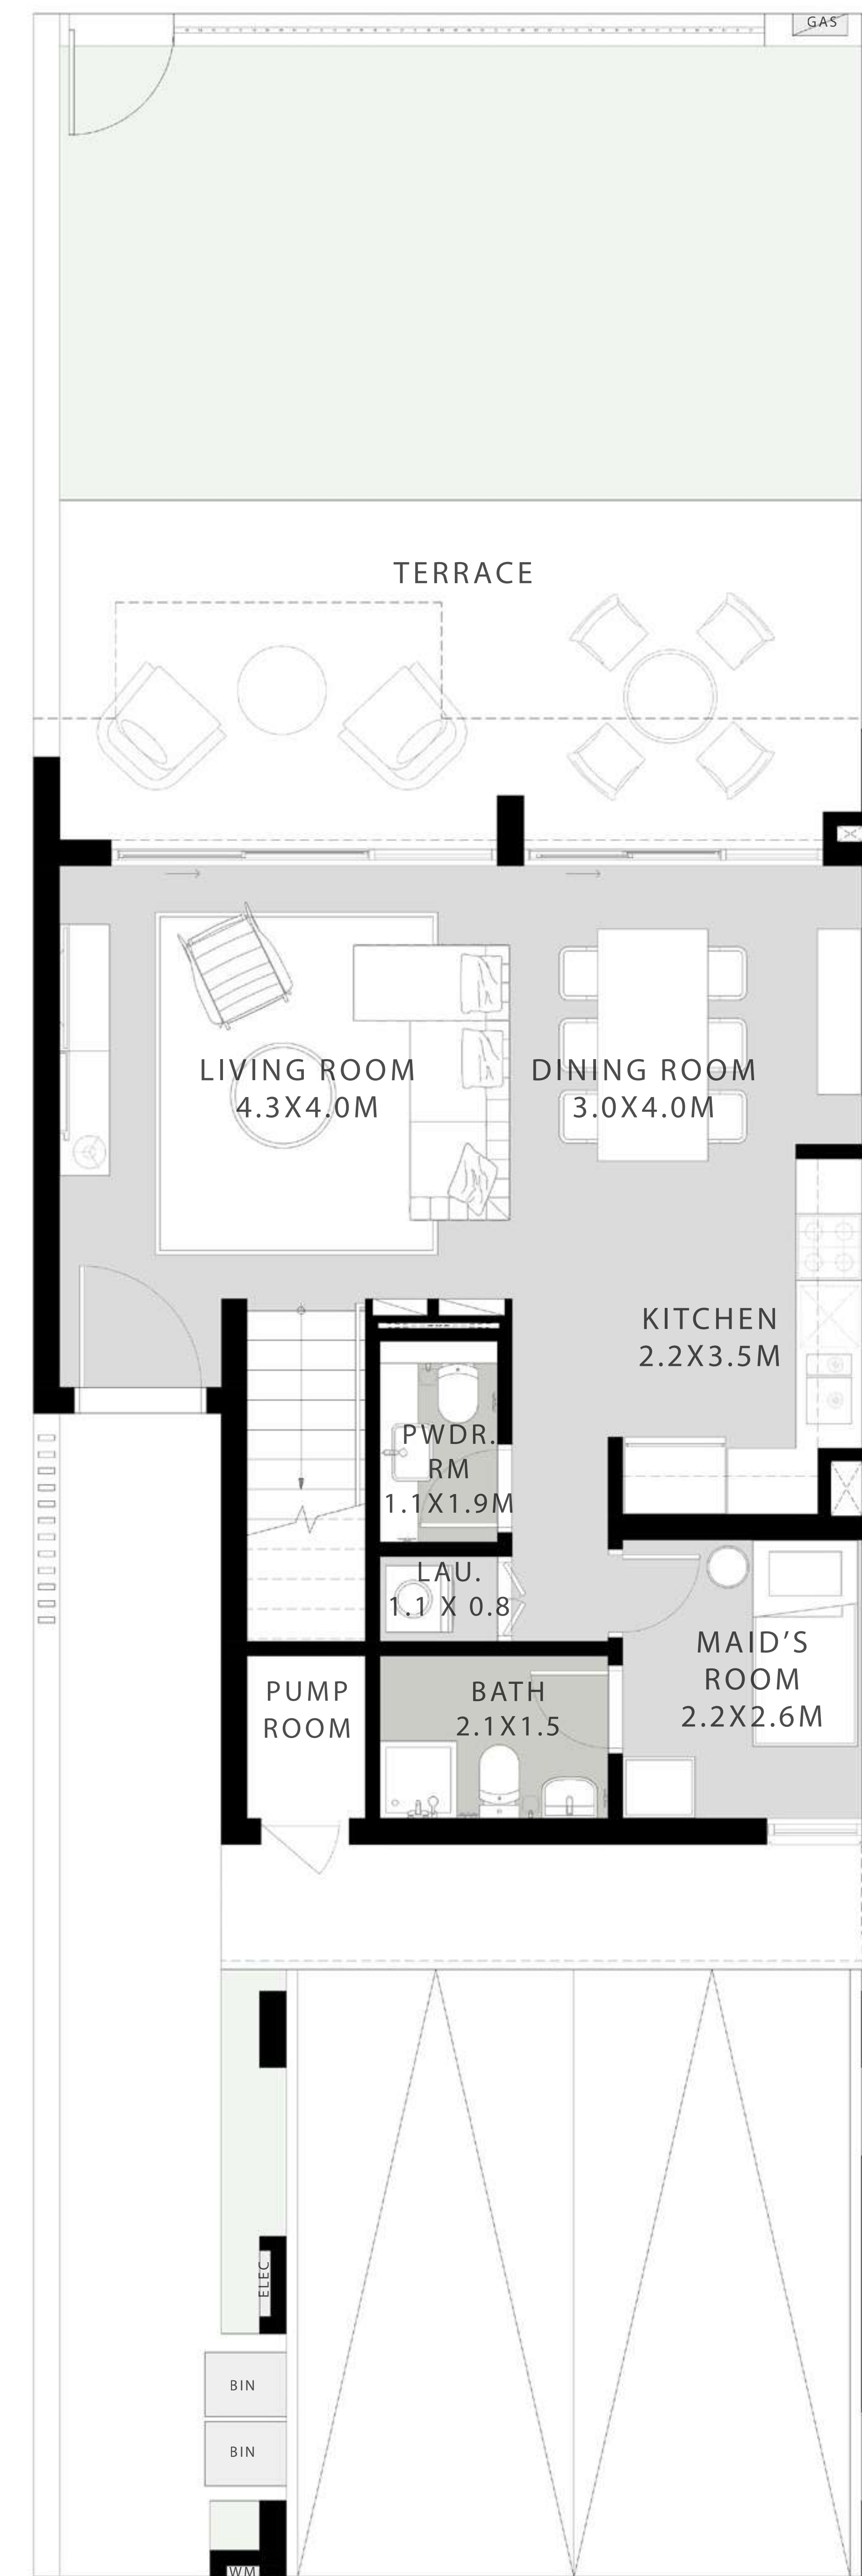 GAS
TERRACE
LIVING ROOM
4.3X4.0M
DINING ROOM
3.0X4.0M
KITCHEN
2.2X3.5M
PWDR.
RM
1.1X1.9M
LAU.
1.1 X 0.8
MAID'S
ROOM
2.2X2.6M
PUMP
ROOM
BATH
2.1X1.5
ELEC
BIN
BIN
WM